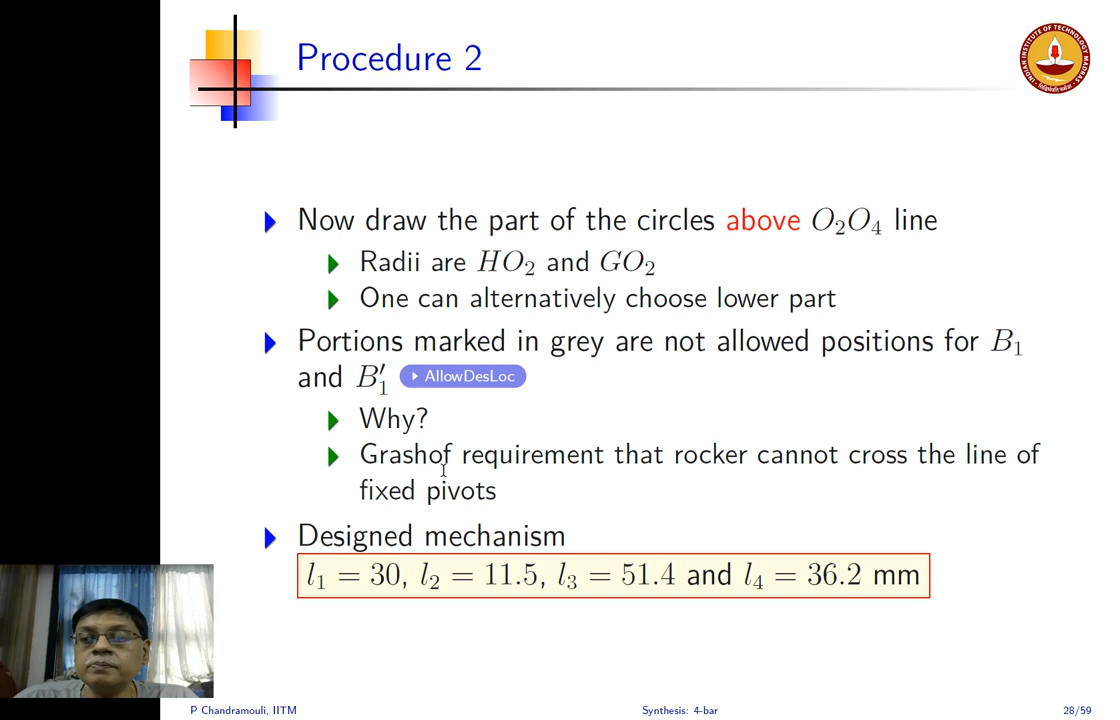 Procedure 2
Now draw the part of the circles above O₂O₄ line
Radii are HO₂ and GO₂
One can alternatively choose lower part
Portions marked in grey are not allowed positions for B₁
and B′₁ AllowDesLoc
Why?
Grashof requirement that rocker cannot cross the line of
fixed pivots
Designed mechanism
l₁ = 30, l₂ = 11.5, l₃ = 51.4 and l₄ = 36.2 mm
P Chandramouli, IITM Synthesis: 4-bar 28/59